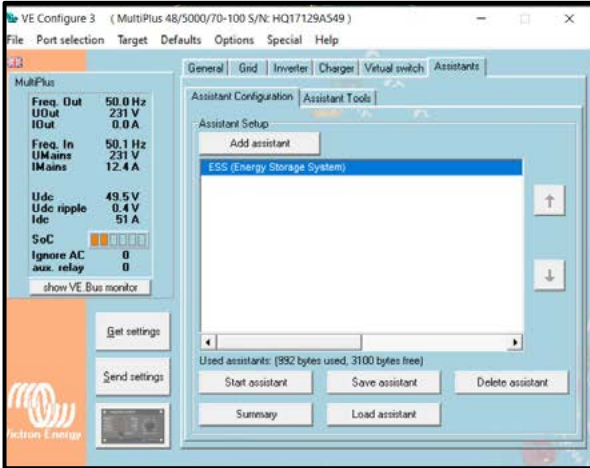 VE Configure 3 ( MultiPlus 48/5000/70-100 S/N: HQ17129A549 )
File Port selection Target Defaults Options Special Help
General Grid Inverter Charger Virtual switch Assistants
MultiPlus
Freq. Out 50.0 Hz
UOut 231 V
IOut 0.0 A
Freq. In 50.1 Hz
UMains 231 V
IMains 12.4 A
Udc 49.5 V
Udc ripple 0.4 V
Idc 51 A
SoC
Ignore AC 0
aux. relay 0
show VE.Bus monitor
Get settings
Send settings
victron Energy
Assistant Configuration Assistant Tools
Assistant Setup
Add assistant
ESS (Energy Storage System)
Used assistants: (992 bytes used, 3100 bytes free)
Start assistant Save assistant Delete assistant
Summary Load assistant